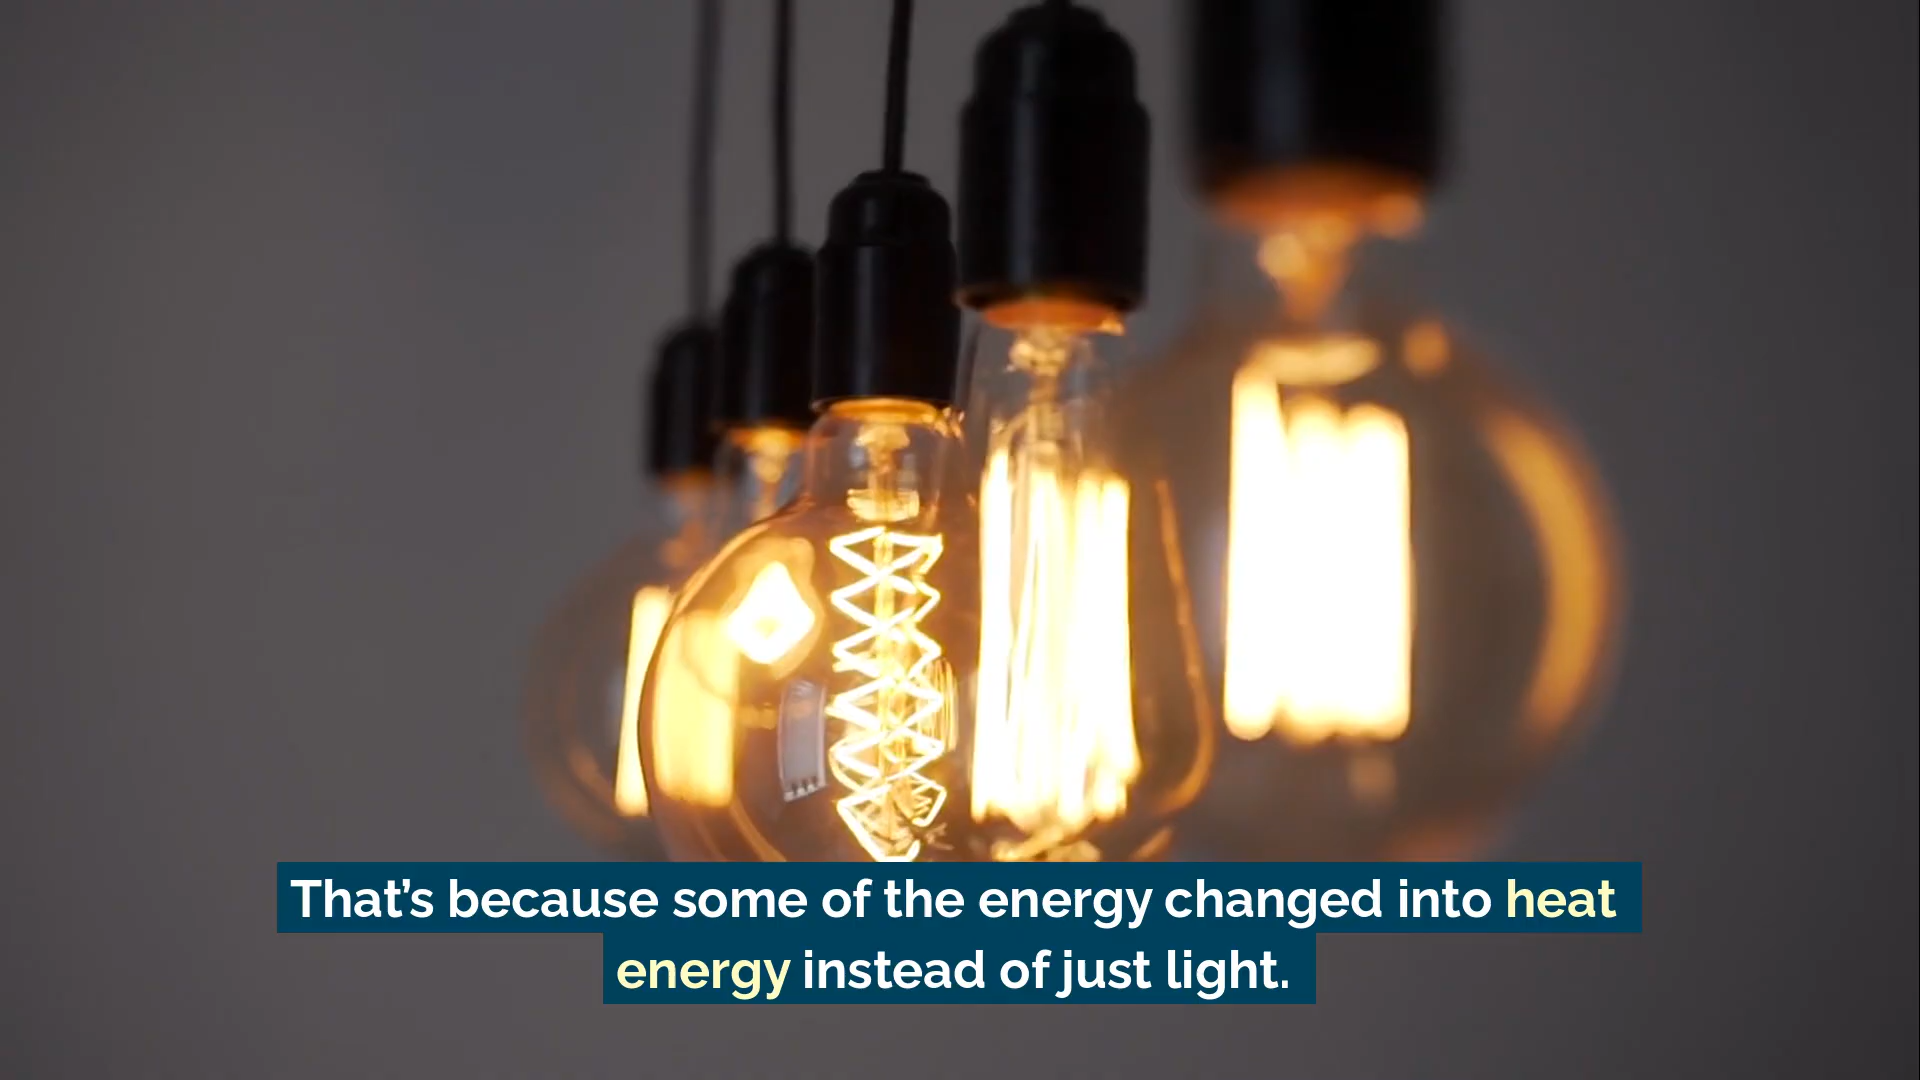 That’s because some of the energy changed into heat
energy instead of just light.